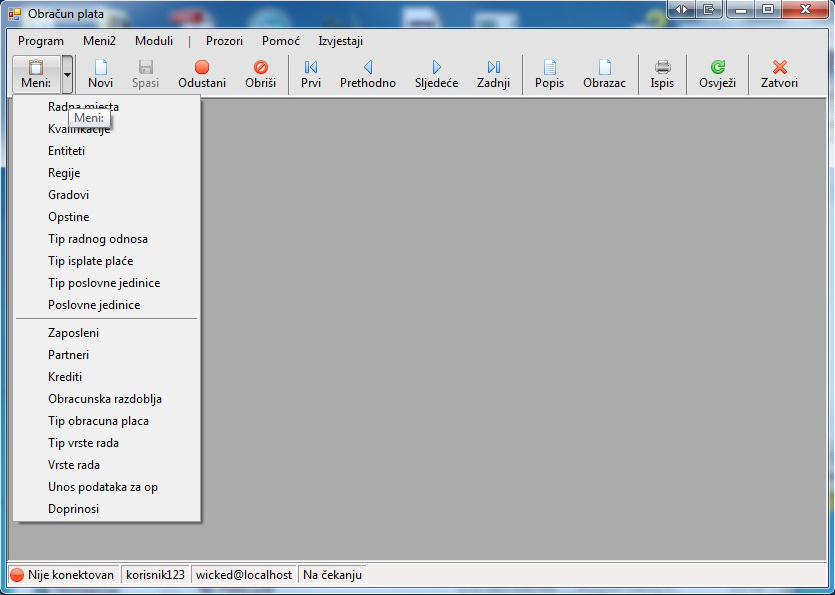 Obračun plata
Program Meni2 Moduli | Prozori Pomoć Izvjestaji
Meni: Novi Spasi Odustani Obriši Prvi Prethodno Sljedeće Zadnji Popis Obrazac Ispis Osvježi Zatvori
Radna mjesta
Meni:
Kvalifikacije
Entiteti
Regije
Gradovi
Opstine
Tip radnog odnosa
Tip isplate plaće
Tip poslovne jedinice
Poslovne jedinice
Zaposleni
Partneri
Krediti
Obracunska razdoblja
Tip obracuna placa
Tip vrste rada
Vrste rada
Unos podataka za op
Doprinosi
Nije konektovan korisnik123 wicked@localhost Na čekanju